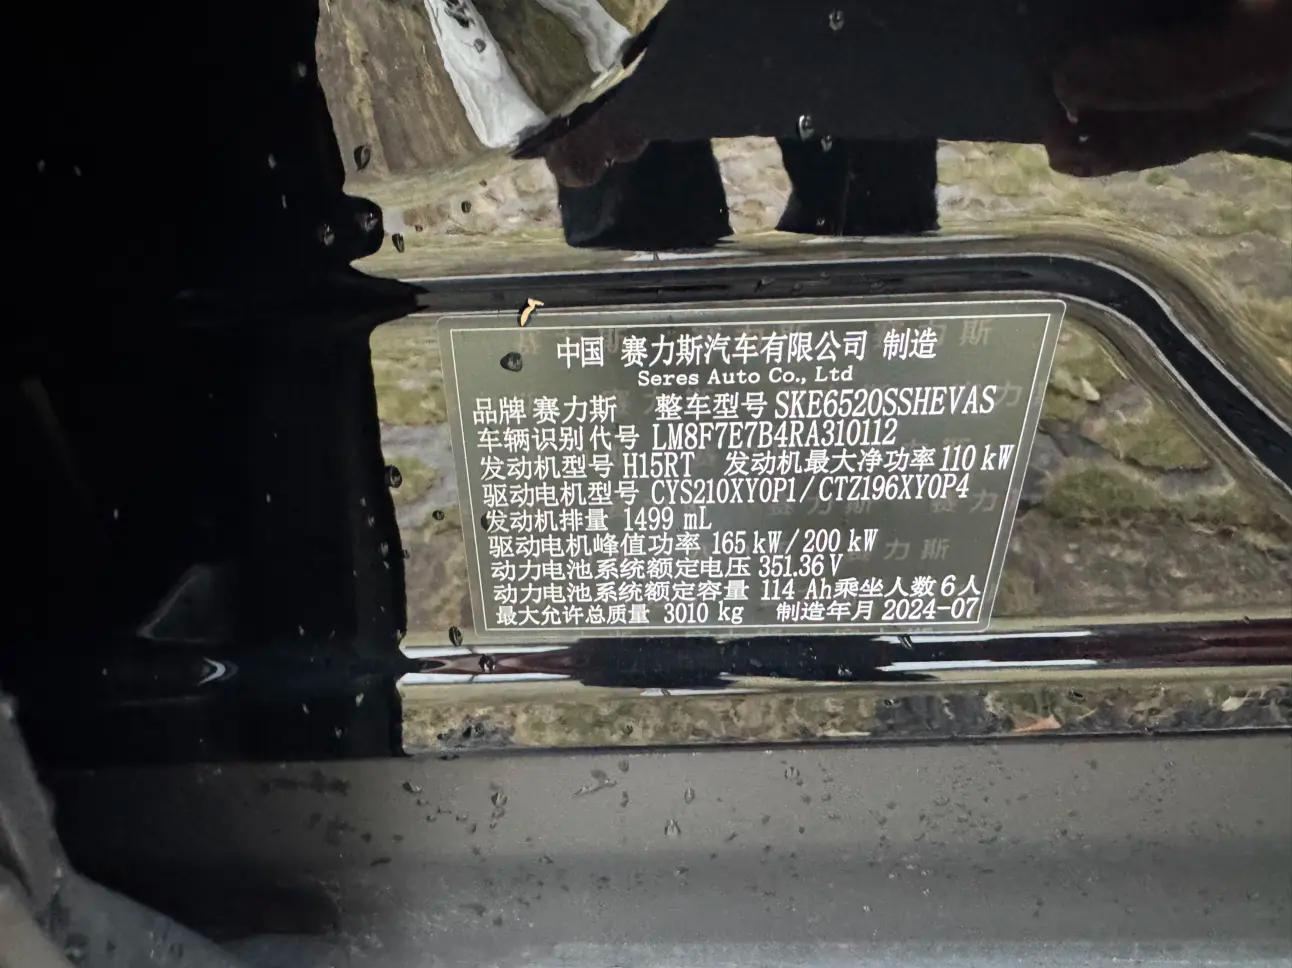 中国 赛力斯汽车有限公司 制造
Seres Auto Co., Ltd
品牌 赛力斯 整车型号 SKE6520SSHEVAS
车辆识别代号 LM8F7E7B4RA310112
发动机型号 H15RT 发动机最大净功率 110 kW
驱动电机型号 CYS210XY0P1/CTZ196XY0P4
发动机排量 1499 mL
驱动电机峰值功率 165 kW/200 kW
动力电池系统额定电压 351.36 V
动力电池系统额定容量 114 Ah 乘坐人数 6人
最大允许总质量 3010 kg 制造年月 2024-07